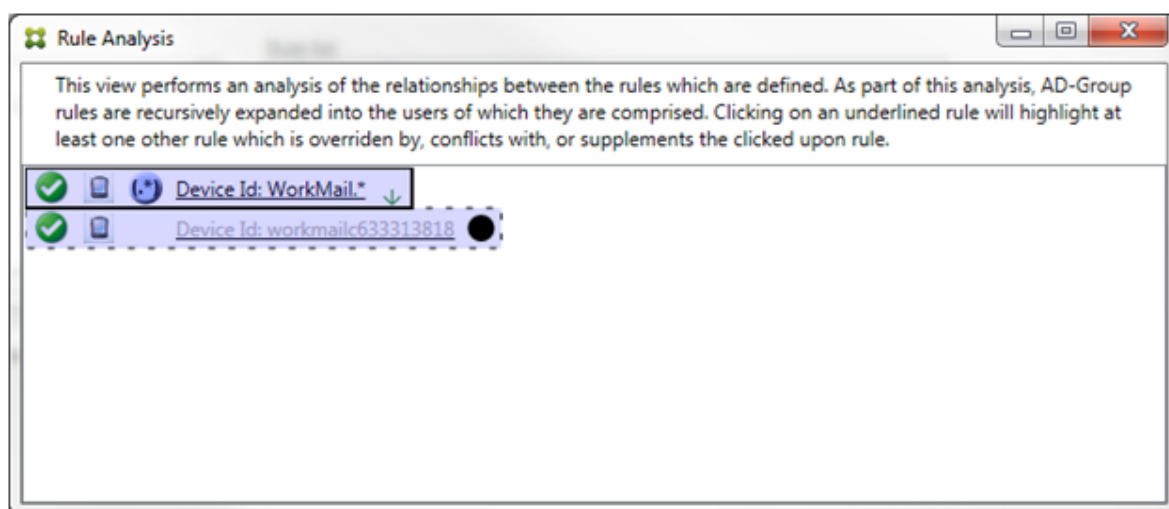 Rule Analysis
This view performs an analysis of the relationships between the rules which are defined. As part of this analysis, AD-Group
rules are recursively expanded into the users of which they are comprised. Clicking on an underlined rule will highlight at
least one other rule which is overriden by, conflicts with, or supplements the clicked upon rule.
(.*) Device Id: WorkMail.*
Device Id: workmailc633313818